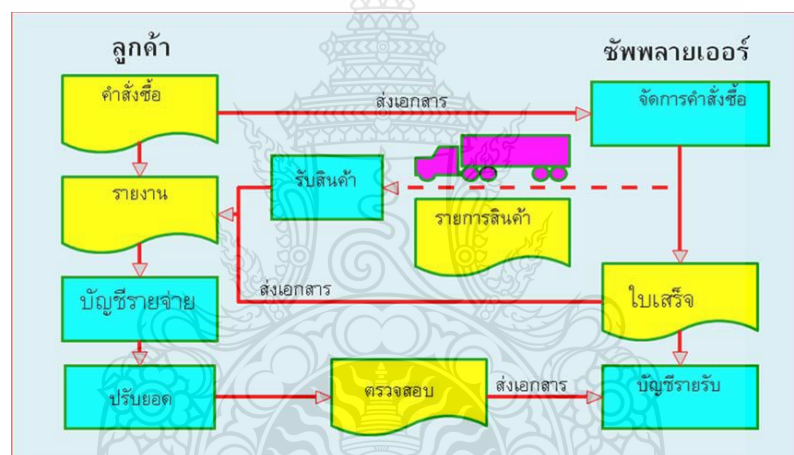 ลูกค้า
ซัพพลายเออร์
คำสั่งซื้อ
ส่งเอกสาร
จัดการคำสั่งซื้อ
รายงาน
รับสินค้า
รายการสินค้า
บัญชีรายจ่าย
ส่งเอกสาร
ใบเสร็จ
ปรับยอด
ตรวจสอบ
ส่งเอกสาร
บัญชีรายรับ